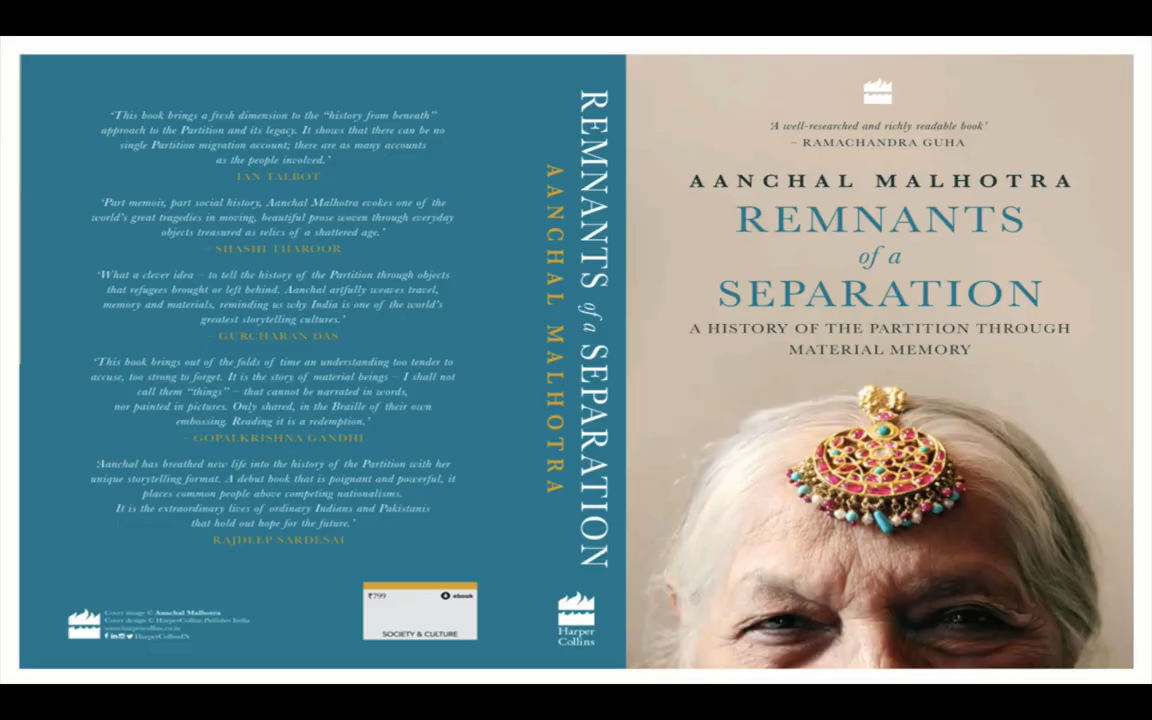 ‘This book brings a fresh dimension to the “history from beneath”
approach to the Partition and its legacy. It shows that there can be no
single Partition migration account; there are as many accounts
as the people involved.’
IAN TALBOT
‘Part memoir, part social history, Aanchal Malhotra evokes one of the
world’s great tragedies in moving, beautiful prose woven through everyday
objects treasured as relics of a shattered age.’
– SHASHI THAROOR
‘What a clever idea – to tell the history of the Partition through objects
that refugees brought or left behind. Aanchal artfully weaves travel,
memory and materials, reminding us why India is one of the world’s
greatest storytelling cultures.’
– GURCHARAN DAS
‘This book brings out of the folds of time an understanding too tender to
accuse, too strong to forget. It is the story of material beings – I shall not
call them “things” – that cannot be narrated in words,
nor painted in pictures. Only shared, in the Braille of their own
embossing. Reading it is a redemption.’
– GOPALKRISHNA GANDHI
‘Aanchal has breathed new life into the history of the Partition with her
unique storytelling format. A debut book that is poignant and powerful, it
places common people above competing nationalisms.
It is the extraordinary lives of ordinary Indians and Pakistanis
that hold out hope for the future.’
RAJDEEP SARDESAI
Cover image © Aanchal Malhotra
Cover design © HarperCollins Publishers India
www.harpercollins.co.in
HarperCollinsIN
₹799
ebook
SOCIETY & CULTURE
REMNANTS of a SEPARATION
AANCHAL MALHOTRA
Harper
Collins
‘A well-researched and richly readable book’
– RAMACHANDRA GUHA
AANCHAL MALHOTRA
REMNANTS
of a
SEPARATION
A HISTORY OF THE PARTITION THROUGH
MATERIAL MEMORY